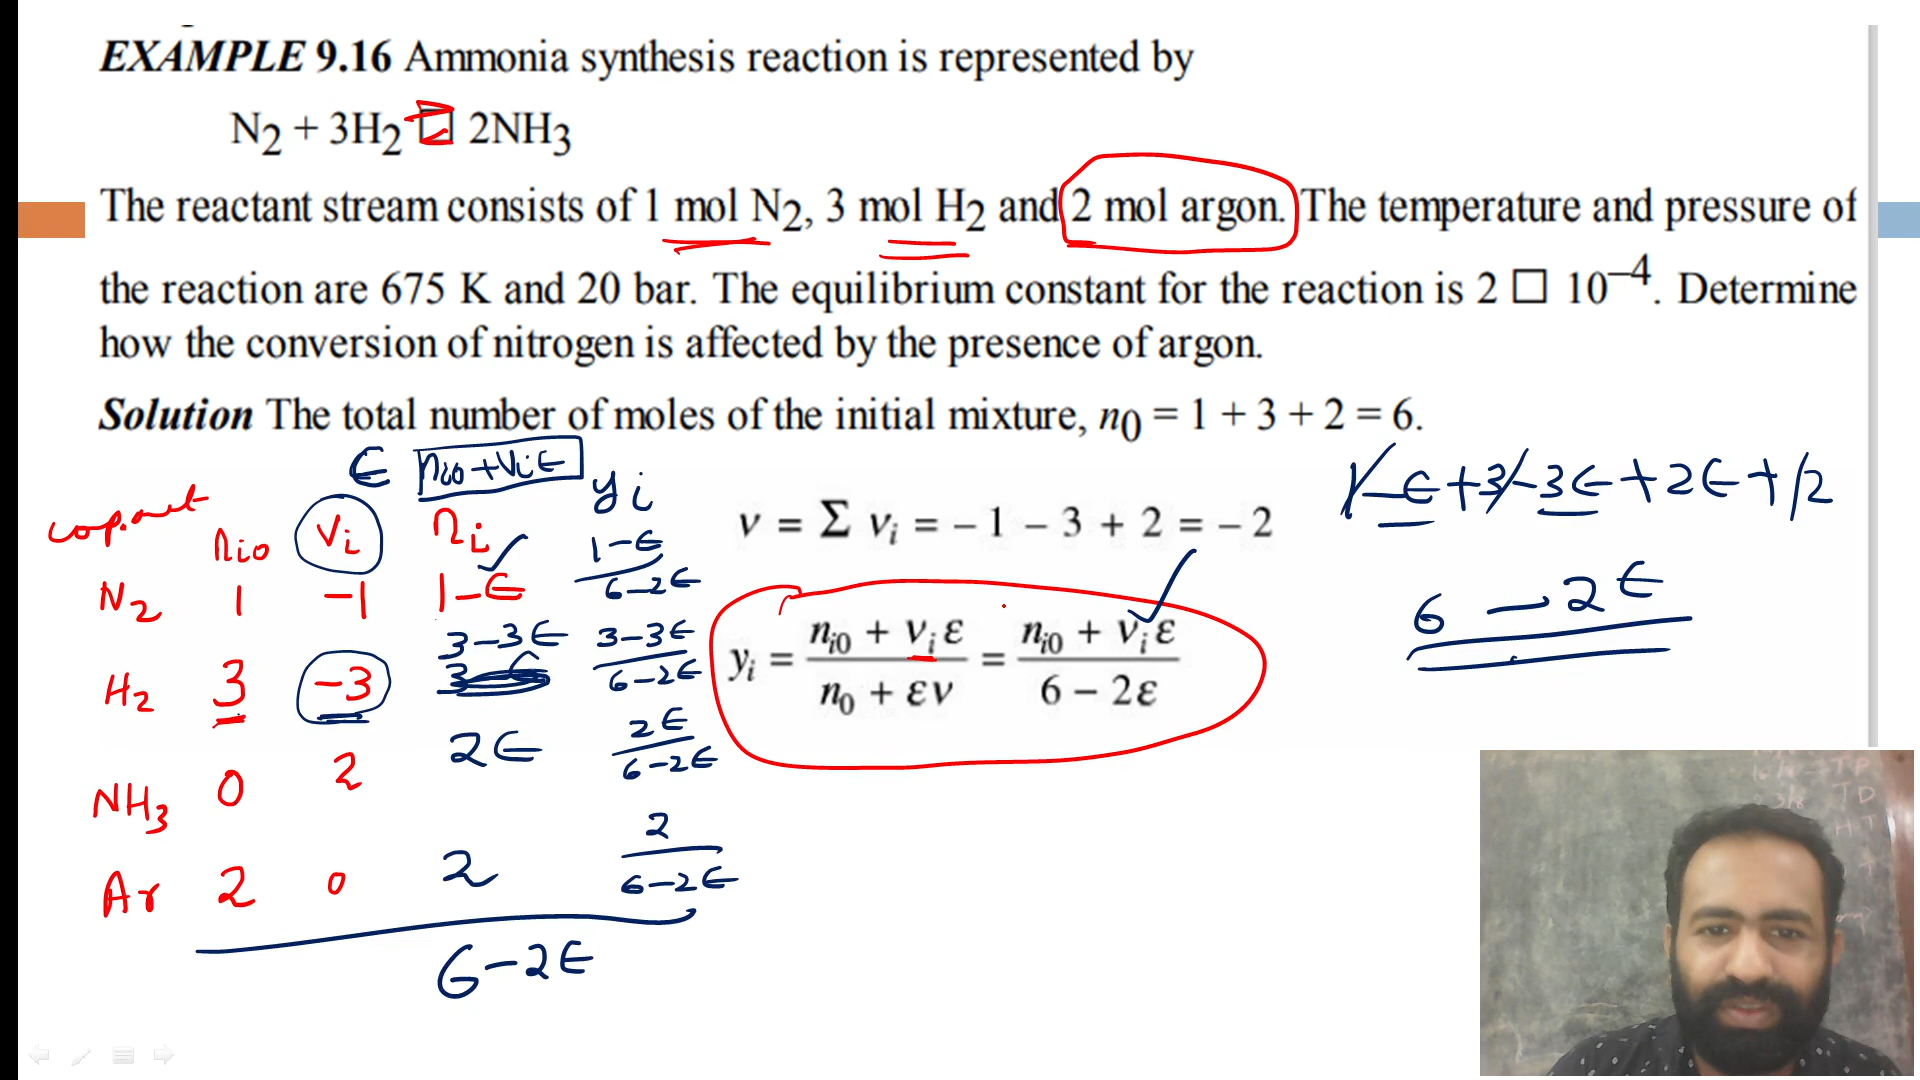 EXAMPLE 9.16 Ammonia synthesis reaction is represented by
N2 + 3H2 □ 2NH3
The reactant stream consists of 1 mol N2, 3 mol H2 and 2 mol argon. The temperature and pressure of
the reaction are 675 K and 20 bar. The equilibrium constant for the reaction is 2 □ 10–4. Determine
how the conversion of nitrogen is affected by the presence of argon.
Solution The total number of moles of the initial mixture, n0 = 1 + 3 + 2 = 6.
ϵ ni0 + νiϵ yi
ni0 νi ni
N2 1 -1 1-ϵ 1-ϵ / 6-2ϵ
H2 3 -3 3-3ϵ 3-3ϵ / 6-2ϵ
NH3 0 2 2ϵ 2ϵ / 6-2ϵ
Ar 2 0 2 2 / 6-2ϵ
6-2ϵ
ν = Σ νi = – 1 – 3 + 2 = – 2
yi = (ni0 + νiε) / (n0 + εν) = (ni0 + νiε) / (6 – 2ε)
1-ϵ+3-3ϵ+2ϵ+2
6-2ϵ